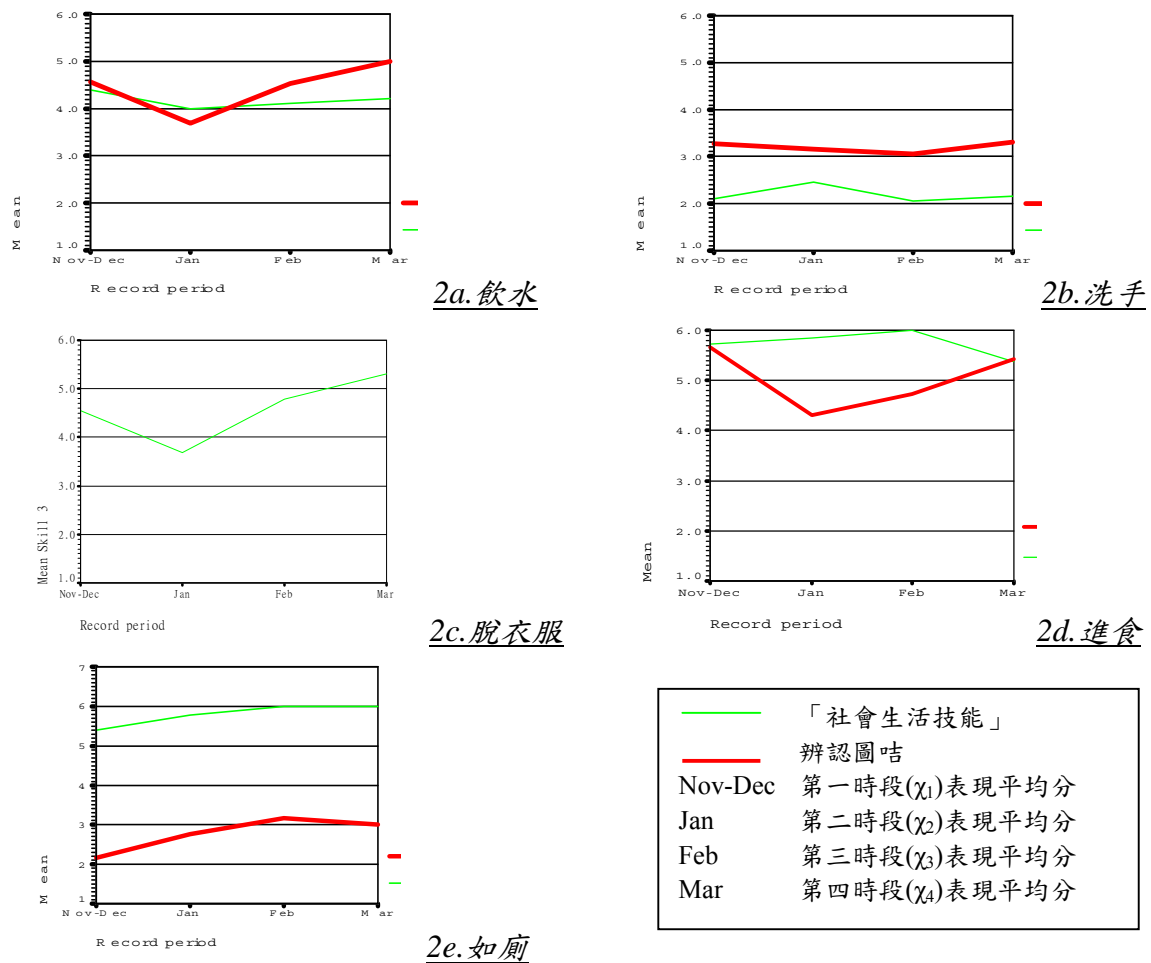 6.0
5.0
4.0
3.0
2.0
1.0
Mean
Nov-Dec Jan Feb Mar
Record period
2a.飲水
6.0
5.0
4.0
3.0
2.0
1.0
Mean
Nov-Dec Jan Feb Mar
Record period
2b.洗手
6.0
5.0
4.0
3.0
2.0
1.0
Mean Skill 3
Nov-Dec Jan Feb Mar
Record period
2c.脫衣服
6.0
5.0
4.0
3.0
2.0
1.0
Mean
Nov-Dec Jan Feb Mar
Record period
2d.進食
7
6
5
4
3
2
1
Mean
Nov-Dec Jan Feb Mar
Record period
2e.如廁
「社會生活技能」
辨認圖咭
Nov-Dec 第一時段(χ1)表現平均分
Jan 第二時段(χ2)表現平均分
Feb 第三時段(χ3)表現平均分
Mar 第四時段(χ4)表現平均分